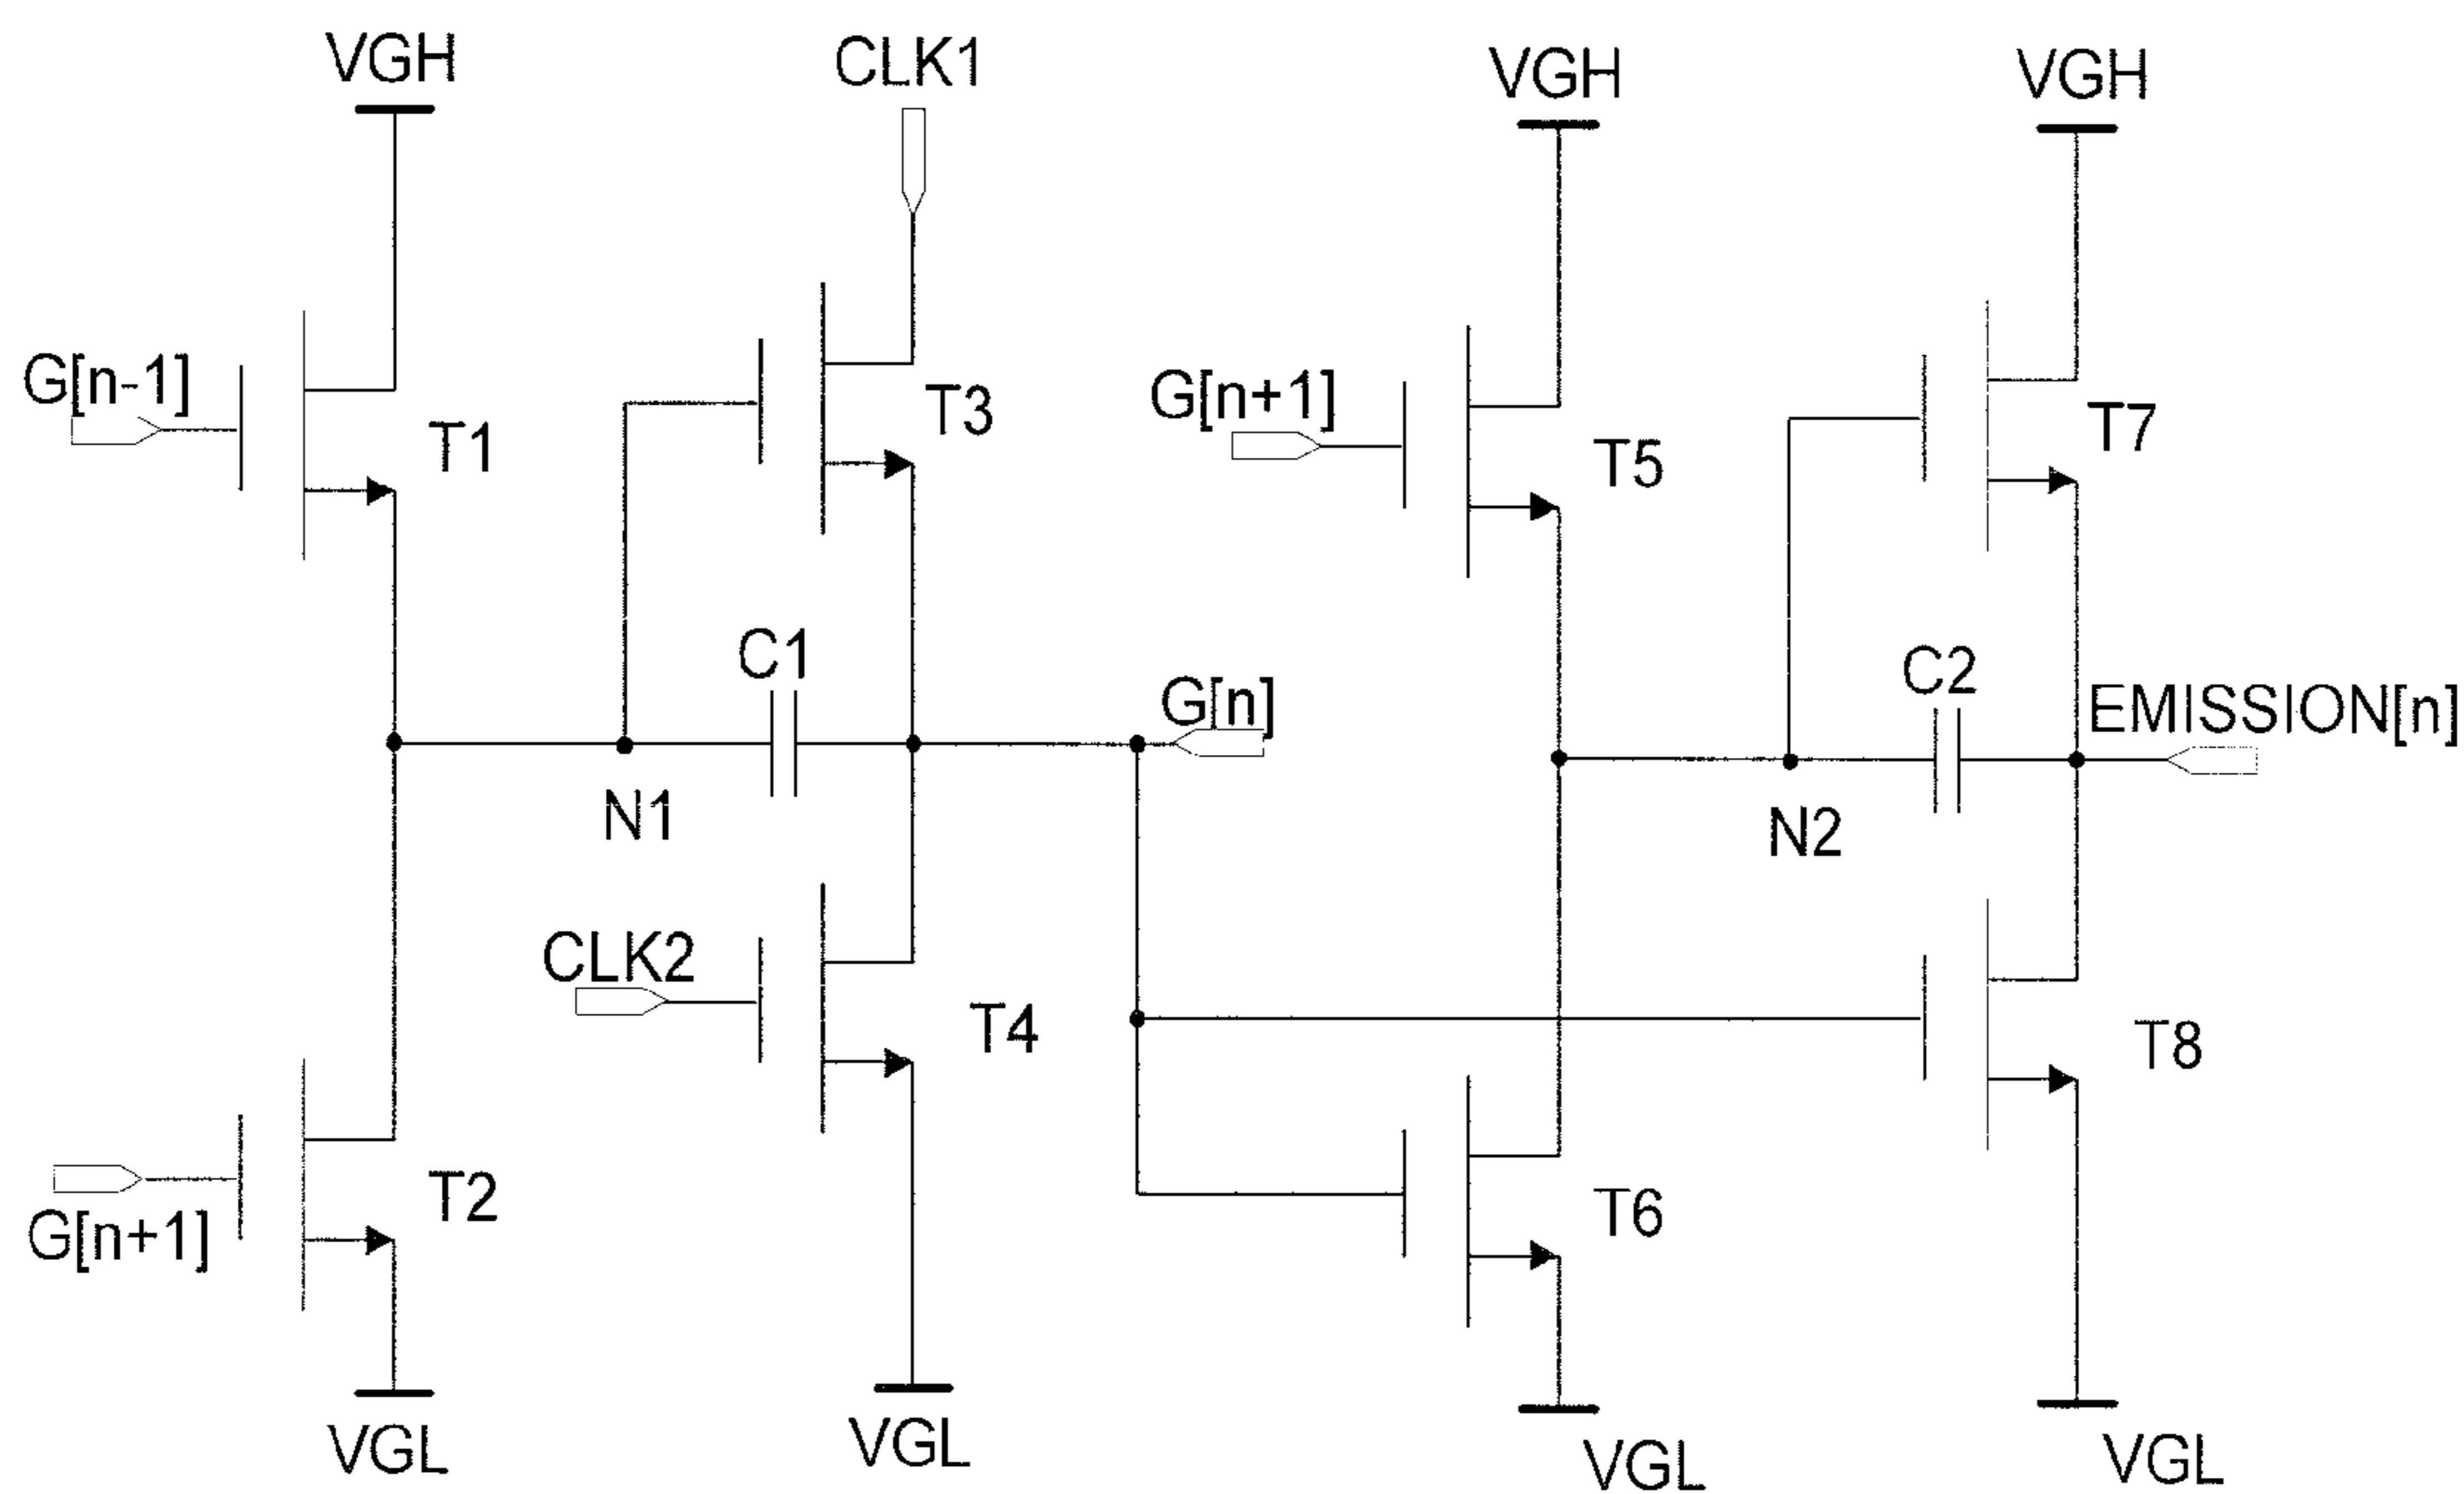 VGH
CLK1
VGH
VGH
G[n-1]
T1
T3
G[n+1]
T5
T7
C1
G[n]
C2
EMISSION[n]
N1
N2
CLK2
T4
T8
T2
G[n+1]
T6
VGL
VGL
VGL
VGL